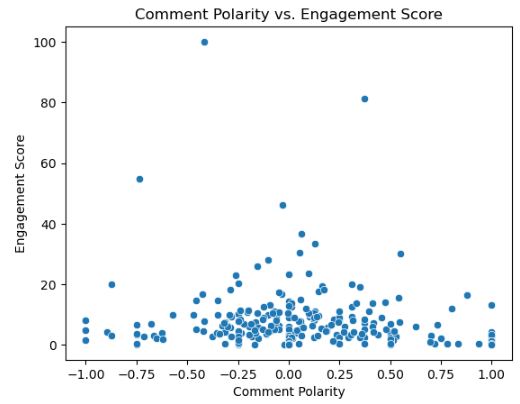 Comment Polarity vs. Engagement Score
100
80
60
40
20
0
Engagement Score
−1.00 −0.75 −0.50 −0.25 0.00 0.25 0.50 0.75 1.00
Comment Polarity